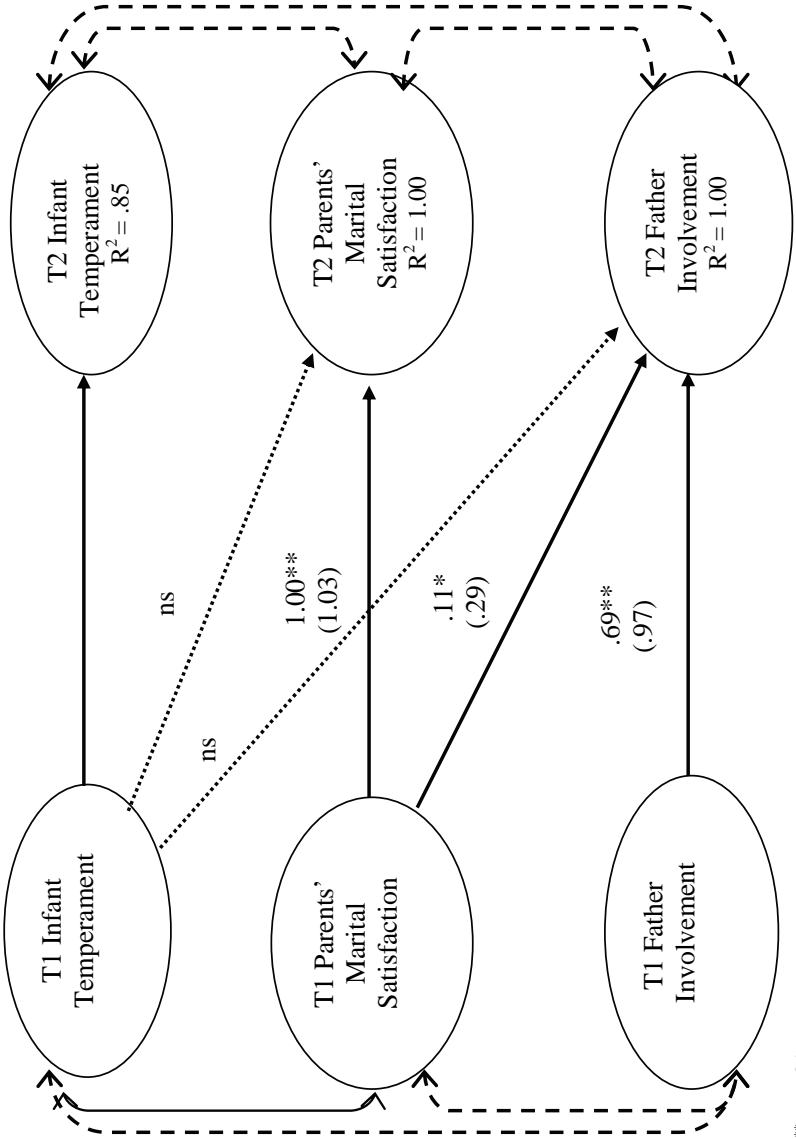 T1 Infant
Temperament
T2 Infant
Temperament
R² = .85
ns
ns
T1 Parents’
Marital
Satisfaction
1.00**
(1.03)
T2 Parents’
Marital
Satisfaction
R² = 1.00
.11*
(.29)
T1 Father
Involvement
.69**
(.97)
T2 Father
Involvement
R² = 1.00